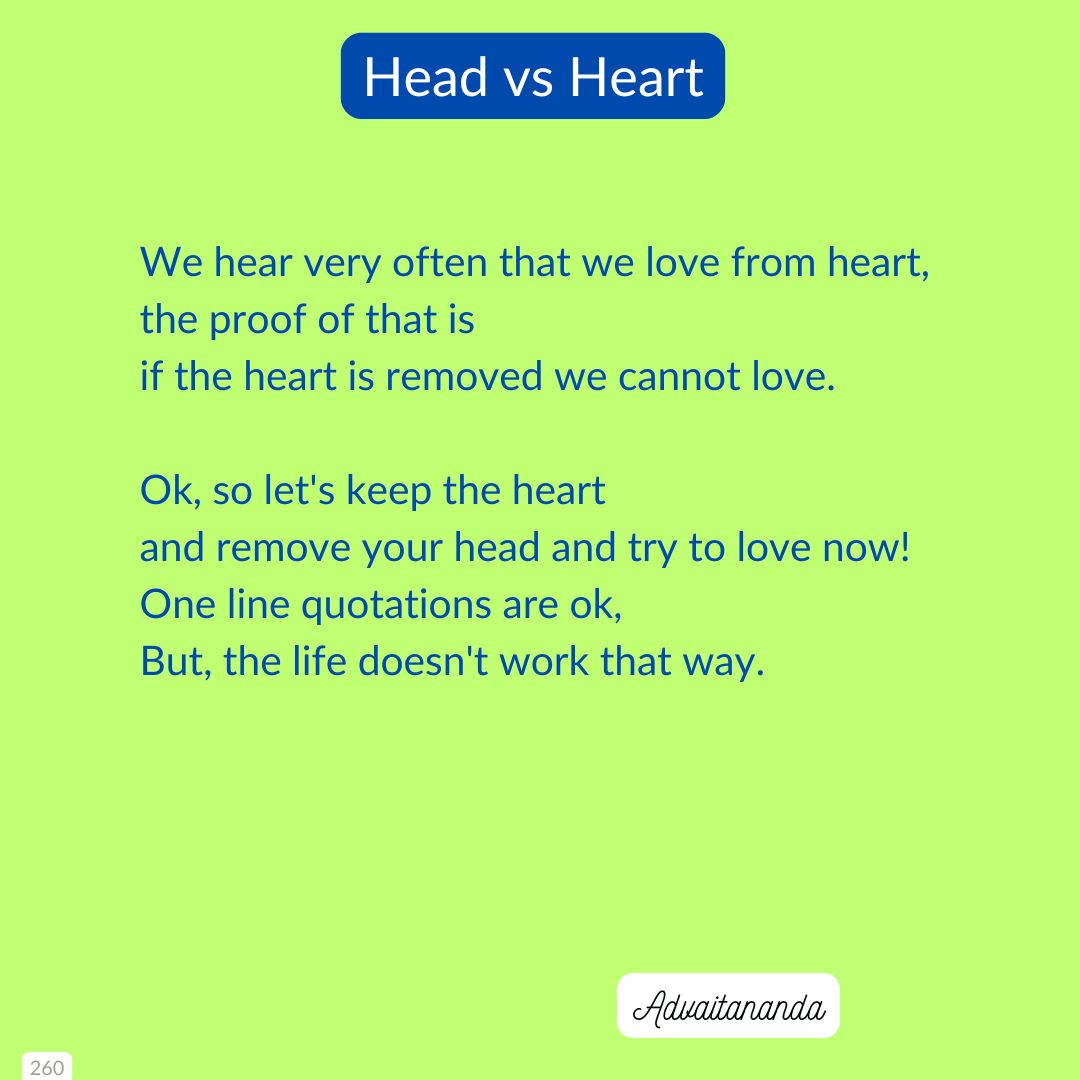 Head vs Heart
We hear very often that we love from heart,
the proof of that is
if the heart is removed we cannot love.
Ok, so let's keep the heart
and remove your head and try to love now!
One line quotations are ok,
But, the life doesn't work that way.
Advaitananda
260